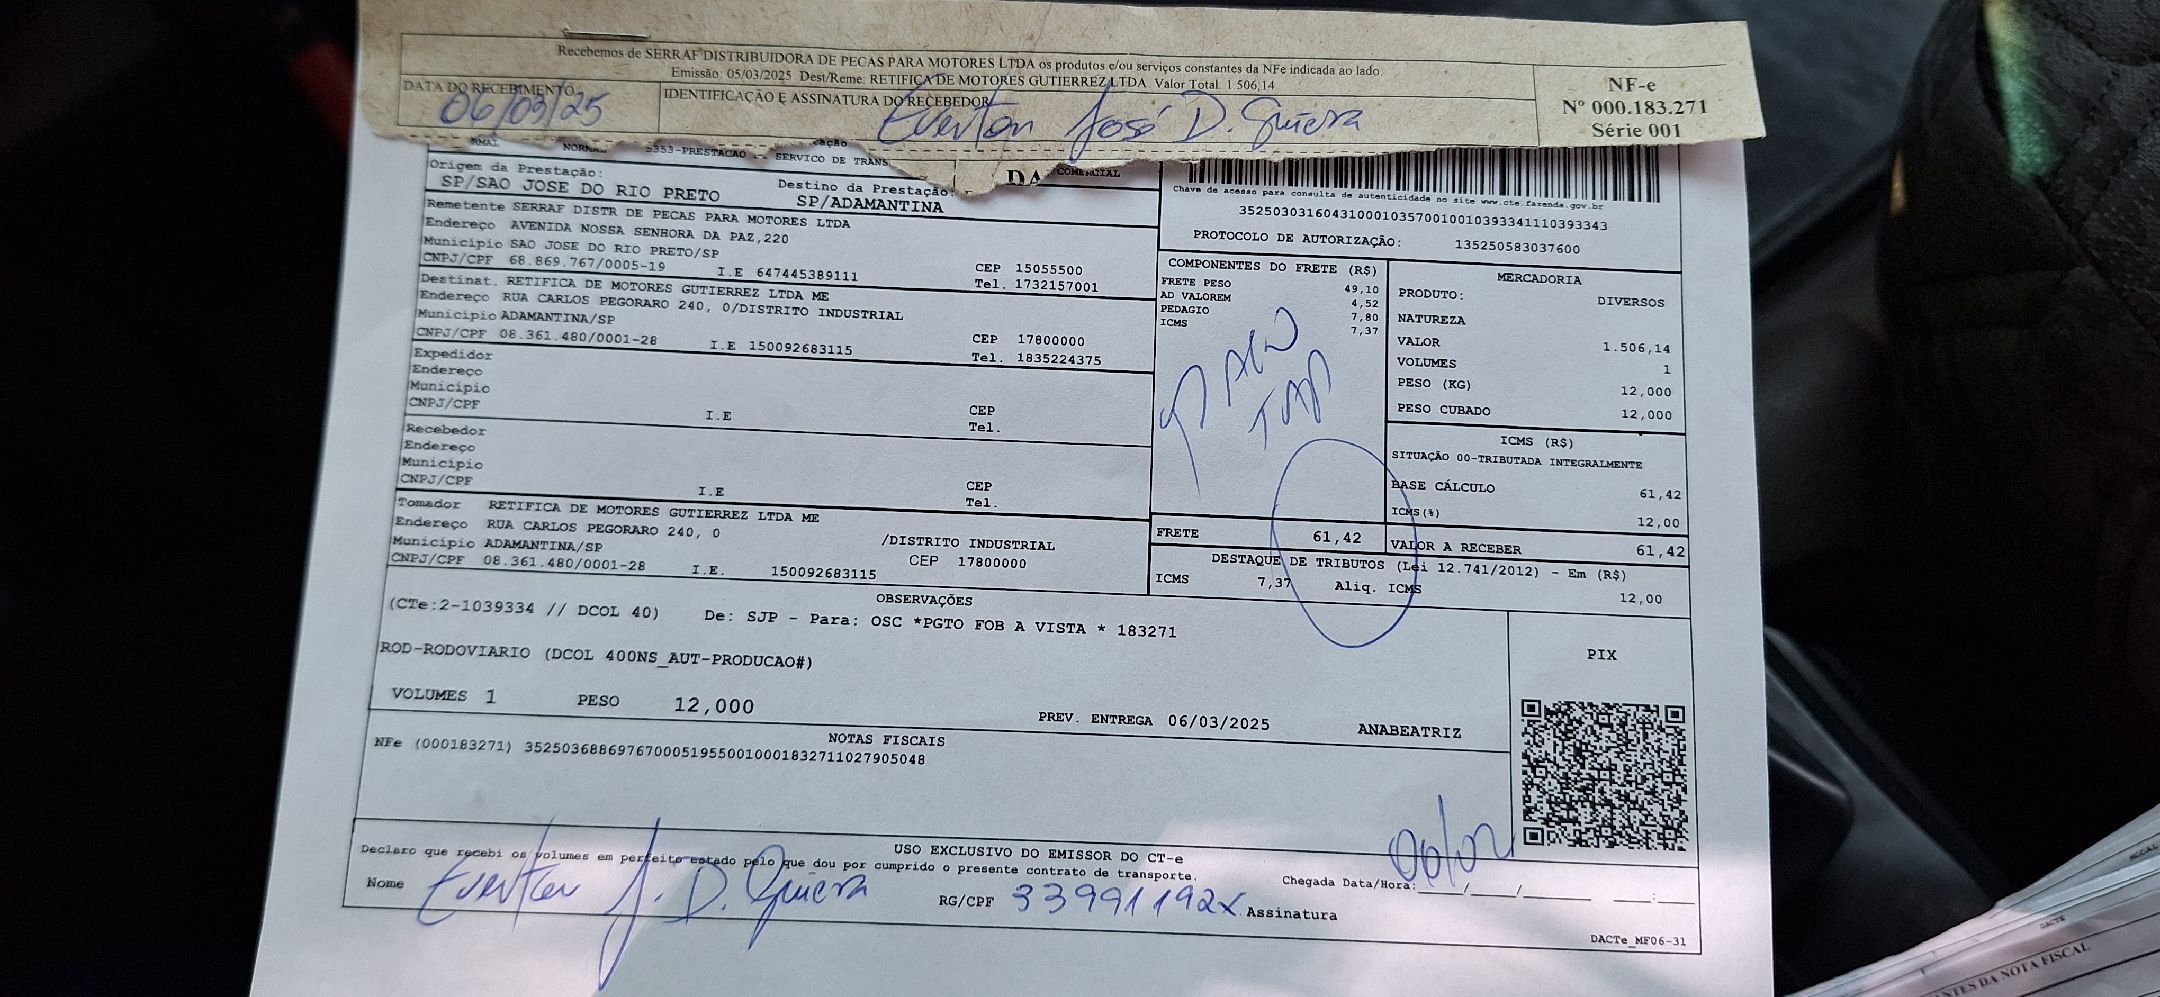 Recebemos de SERRAF DISTRIBUIDORA DE PECAS PARA MOTORES LTDA os produtos e/ou serviços constantes da NFe indicada ao lado.
Emissão: 05/03/2025 Dest/Reme: RETIFICA DE MOTORES GUTIERREZ LTDA Valor Total: 1.506,14
DATA DO RECEBIMENTO
06/03/25
IDENTIFICAÇÃO E ASSINATURA DO RECEBEDOR
Everton José D. Guiera
NF-e
Nº 000.183.271
Série 001
5353-PRESTACAO SERVICO DE TRANS
COMERCIAL
DA
Origem da Prestação:
SP/SAO JOSE DO RIO PRETO
Destino da Prestação:
SP/ADAMANTINA
Remetente SERRAF DISTR DE PECAS PARA MOTORES LTDA
Endereço AVENIDA NOSSA SENHORA DA PAZ,220
Município SAO JOSE DO RIO PRETO/SP
CEP 15055500
CNPJ/CPF 68.869.767/0005-19 I.E 647445389111 Tel. 1732157001
Destinat. RETIFICA DE MOTORES GUTIERREZ LTDA ME
Endereço RUA CARLOS PEGORARO 240, 0/DISTRITO INDUSTRIAL
Município ADAMANTINA/SP CEP 17800000
CNPJ/CPF 08.361.480/0001-28 I.E 150092683115 Tel. 1835224375
Expedidor
Endereço
Município
CEP
CNPJ/CPF I.E Tel.
Recebedor
Endereço
Município
CEP
CNPJ/CPF I.E Tel.
Tomador RETIFICA DE MOTORES GUTIERREZ LTDA ME
Endereço RUA CARLOS PEGORARO 240, 0 /DISTRITO INDUSTRIAL
Município ADAMANTINA/SP CEP 17800000
CNPJ/CPF 08.361.480/0001-28 I.E. 150092683115
Chave de acesso para consulta de autenticidade no site www.cte.fazenda.gov.br
35250303160431000103570010010393341110393343
PROTOCOLO DE AUTORIZAÇÃO: 135250583037600
COMPONENTES DO FRETE (R$)
FRETE PESO 49,10
AD VALOREM 4,52
PEDAGIO 7,80
ICMS 7,37
FRETE 61,42
MERCADORIA
PRODUTO: DIVERSOS
NATUREZA
VALOR 1.506,14
VOLUMES 1
PESO (KG) 12,000
PESO CUBADO 12,000
ICMS (R$)
SITUAÇÃO 00-TRIBUTADA INTEGRALMENTE
BASE CÁLCULO 61,42
ICMS(%) 12,00
VALOR A RECEBER 61,42
DESTAQUE DE TRIBUTOS (Lei 12.741/2012) - Em (R$)
ICMS 7,37 Aliq. ICMS 12,00
OBSERVAÇÕES
(CTe:2-1039334 // DCOL 40) De: SJP - Para: OSC *PGTO FOB A VISTA * 183271
ROD-RODOVIARIO (DCOL 400NS_AUT-PRODUCAO#)
VOLUMES 1 PESO 12,000 PREV. ENTREGA 06/03/2025 ANABEATRIZ
PIX
NOTAS FISCAIS
NFe (000183271) 35250368869767000519550010001832711027905048
USO EXCLUSIVO DO EMISSOR DO CT-e
Declaro que recebi os volumes em perfeito estado pelo que dou por cumprido o presente contrato de transporte.
Nome Everton J. D. Guiera RG/CPF 33991192X Assinatura
Chegada Data/Hora:
DACTe_MF06-31
DACTE
DA NOTA FISCAL